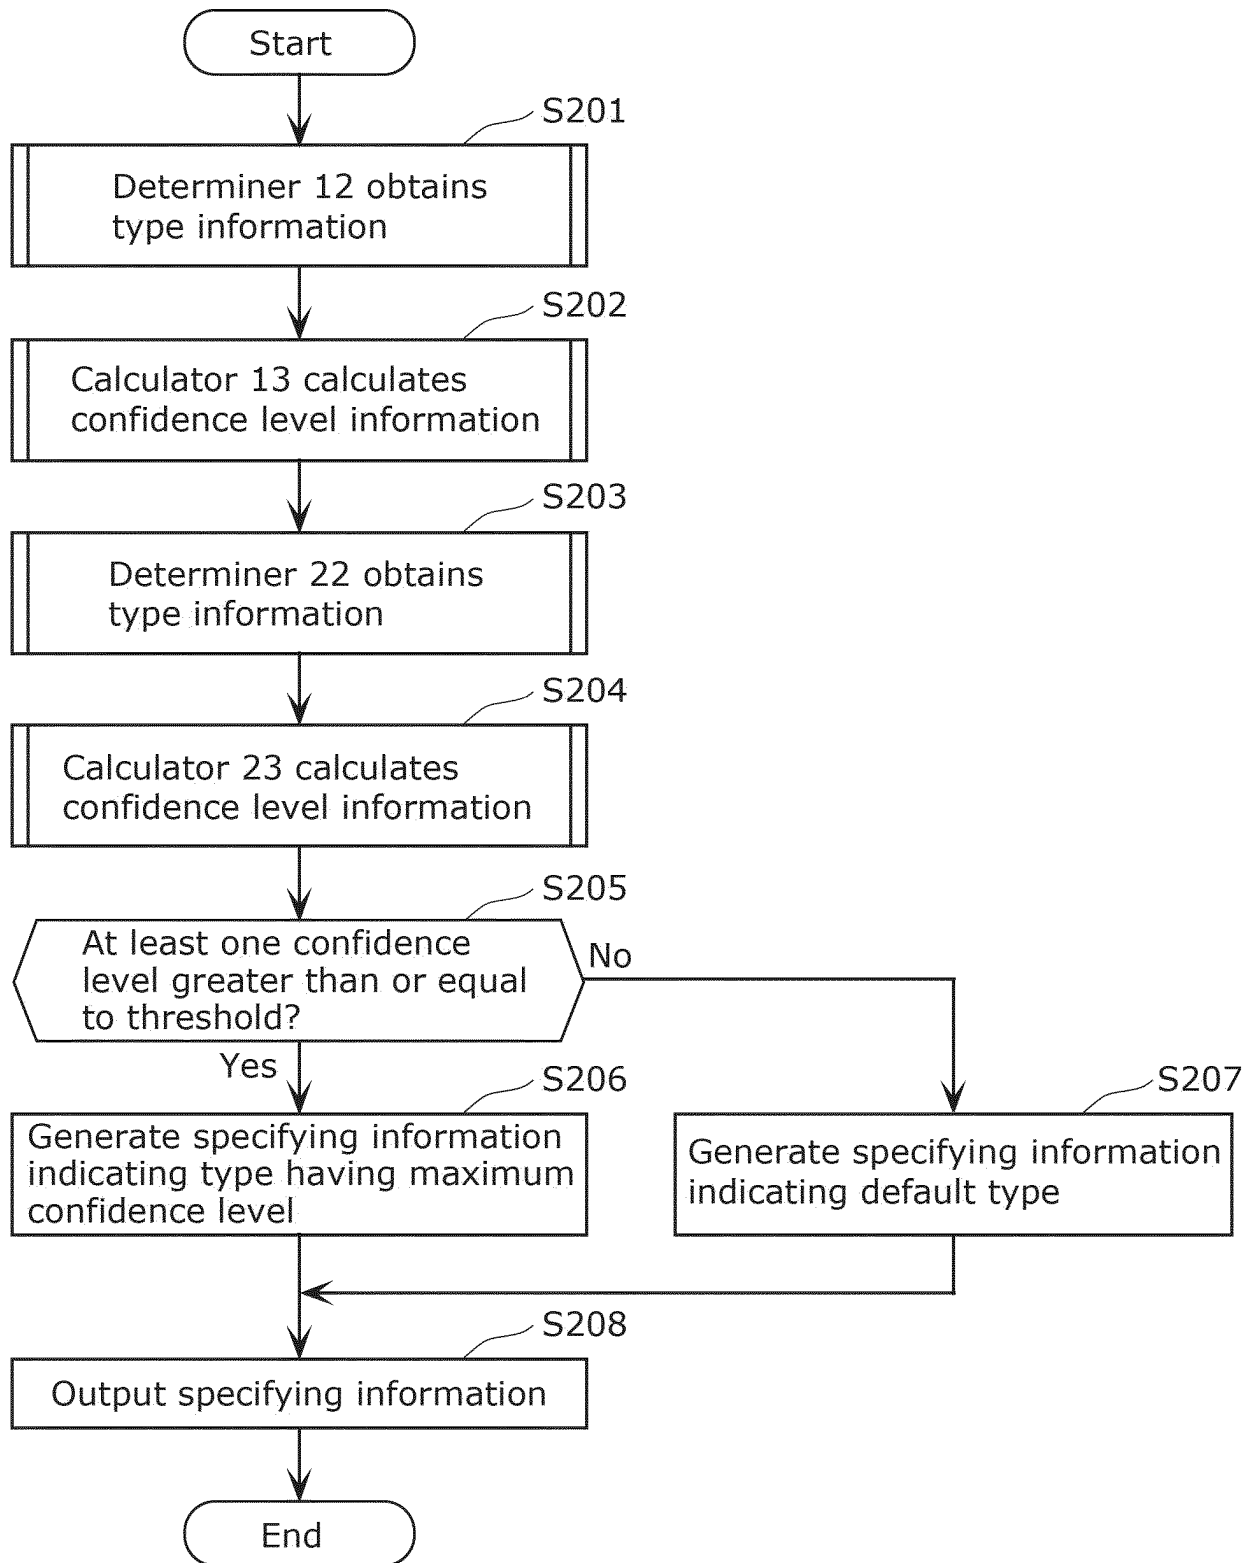 Start
S201
Determiner 12 obtains
type information
S202
Calculator 13 calculates
confidence level information
S203
Determiner 22 obtains
type information
S204
Calculator 23 calculates
confidence level information
S205
At least one confidence
level greater than or equal
to threshold?
No
Yes
S206
Generate specifying information
indicating type having maximum
confidence level
S207
Generate specifying information
indicating default type
S208
Output specifying information
End